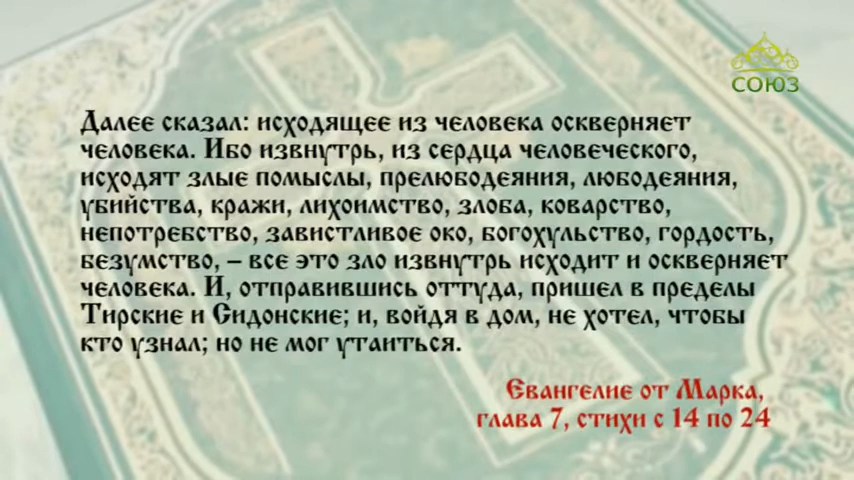 СОЮЗ
Далее сказал: исходящее из человека оскверняет
человека. Ибо извнутрь, из сердца человеческого,
исходят злые помыслы, прелюбодеяния, любодеяния,
убийства, кражи, лихоимство, злоба, коварство,
непотребство, завистливое око, богохульство, гордость,
безумство, – все это зло извнутрь исходит и оскверняет
человека. И, отправившись оттуда, пришел в пределы
Тирские и Сидонские; и, войдя в дом, не хотел, чтобы
кто узнал; но не мог утаиться.
Евангелие от Марка,
глава 7, стихи с 14 по 24